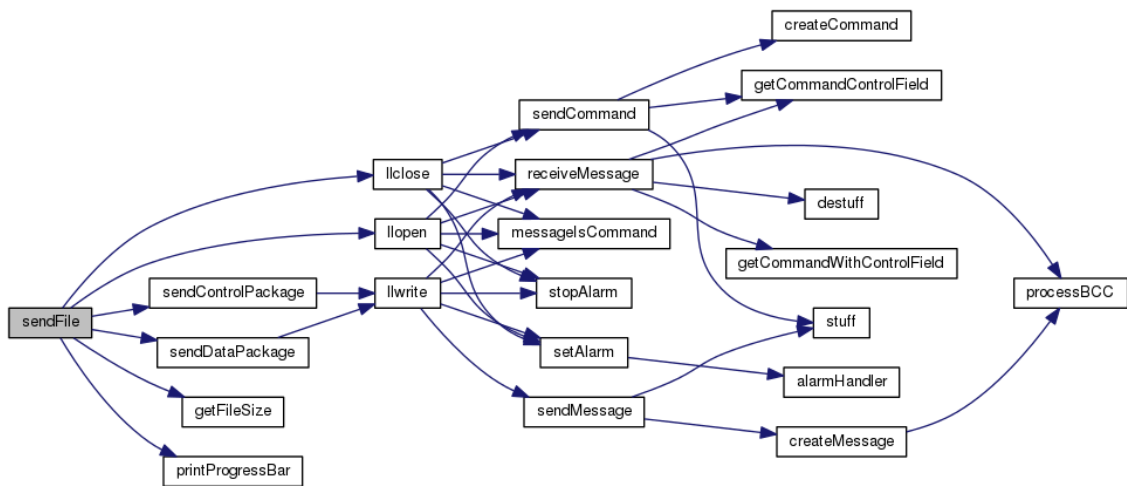 createCommand
getCommandControlField
sendCommand
llclose
receiveMessage
destuff
llopen
messageIsCommand
getCommandWithControlField
sendControlPackage
llwrite
stopAlarm
processBCC
sendFile
stuff
sendDataPackage
setAlarm
alarmHandler
getFileSize
sendMessage
createMessage
printProgressBar